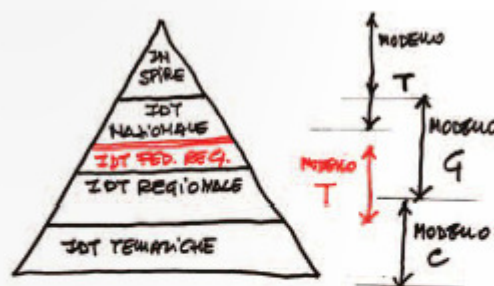 IN
SPIRE
IDT
NAZIONALE
IDT FED. REG.
IDT REGIONALE
IDT TEMATICHE
MODELLO
T
MODELLO
T
MODELLO
G
MODELLO
C